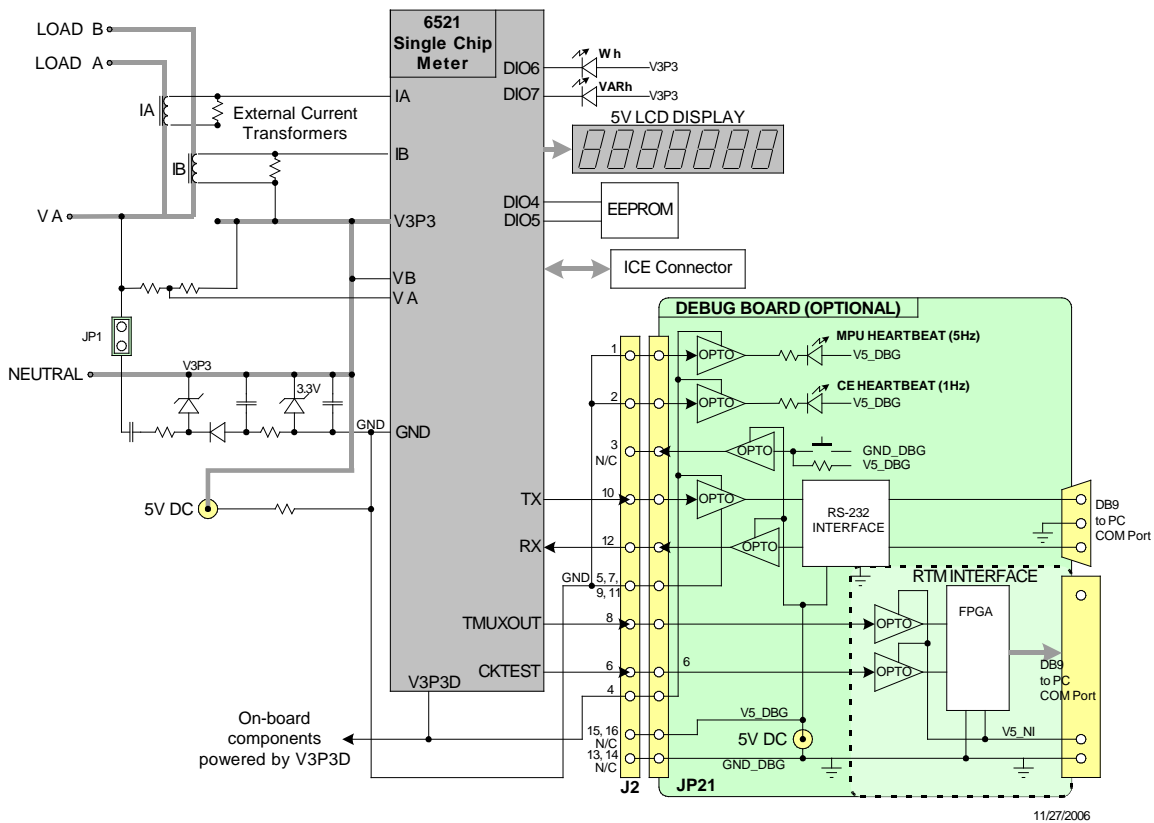 LOAD B
LOAD A
IA
External Current
Transformers
IB
V A
JP1
NEUTRAL
V3P3
3.3V
GND
5V DC
6521
Single Chip
Meter
IA
IB
V3P3
VB
V A
GND
DIO6
DIO7
DIO4
DIO5
TX
RX
TMUXOUT
CKTEST
V3P3D
Wh
V3P3
VARh
V3P3
5V LCD DISPLAY
EEPROM
ICE Connector
DEBUG BOARD (OPTIONAL)
1
OPTO
MPU HEARTBEAT (5Hz)
V5_DBG
2
OPTO
CE HEARTBEAT (1Hz)
V5_DBG
3
N/C
OPTO
GND_DBG
V5_DBG
10
OPTO
RS-232
INTERFACE
DB9
to PC
COM Port
12
OPTO
GND
5, 7,
9, 11
RTM INTERFACE
8
OPTO
FPGA
6
6
OPTO
DB9
to PC
COM Port
4
V5_DBG
15, 16
N/C
5V DC
V5_NI
13, 14
N/C
GND_DBG
On-board
components
powered by V3P3D
J2
JP21
11/27/2006